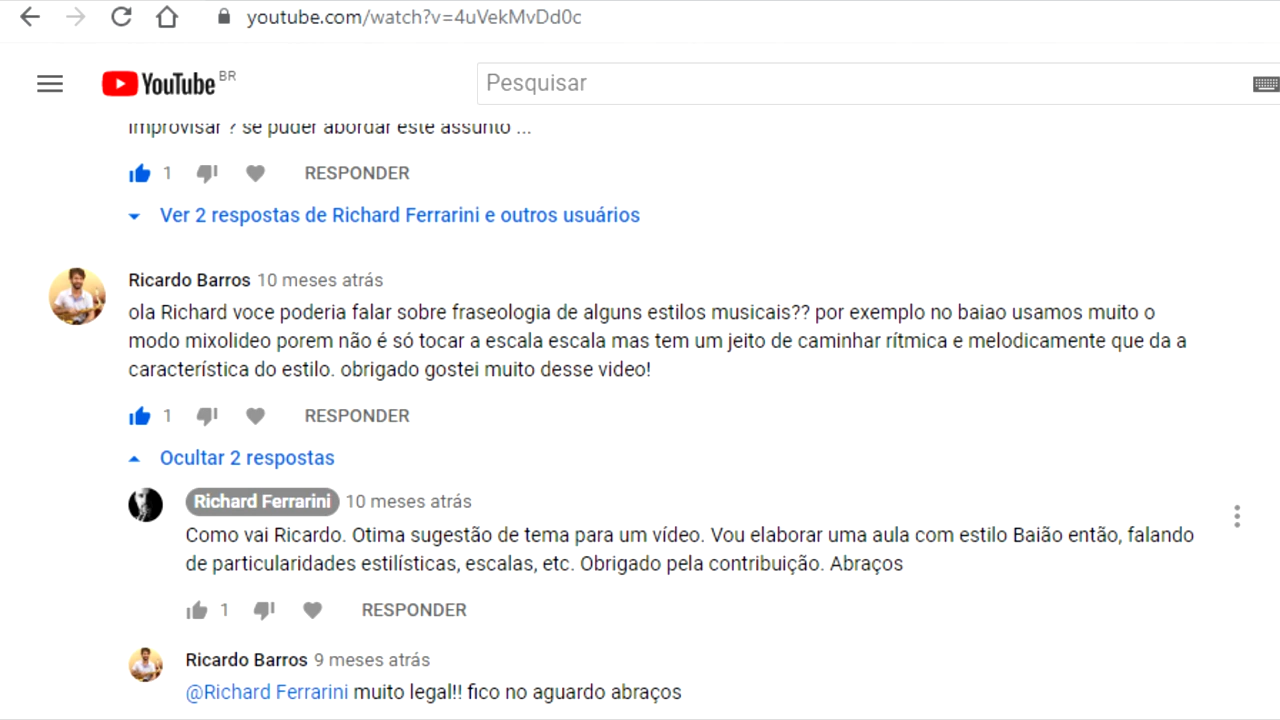 youtube.com/watch?v=4uVekMvDd0c
YouTube BR
Pesquisar
improvisar ? se puder abordar este assunto ...
1 RESPONDER
Ver 2 respostas de Richard Ferrarini e outros usuários
Ricardo Barros 10 meses atrás
ola Richard voce poderia falar sobre fraseologia de alguns estilos musicais?? por exemplo no baiao usamos muito o
modo mixolideo porem não é só tocar a escala escala mas tem um jeito de caminhar rítmica e melodicamente que da a
característica do estilo. obrigado gostei muito desse video!
1 RESPONDER
Ocultar 2 respostas
Richard Ferrarini 10 meses atrás
Como vai Ricardo. Otima sugestão de tema para um vídeo. Vou elaborar uma aula com estilo Baião então, falando
de particularidades estilísticas, escalas, etc. Obrigado pela contribuição. Abraços
1 RESPONDER
Ricardo Barros 9 meses atrás
@Richard Ferrarini muito legal!! fico no aguardo abraços